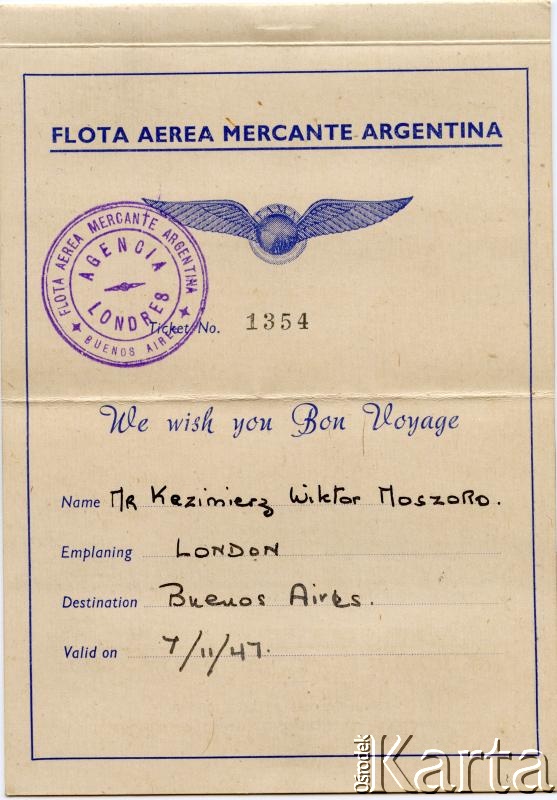 FLOTA AEREA MERCANTE ARGENTINA
FAMA
FLOTA AEREA MERCANTE ARGENTINA
AGENCIA
LONDRES
BUENOS AIRES
Ticket No. 1354
We wish you Bon Voyage
Name MR Kazimierz Wiktor MOSZORO.
Emplaning LONDON
Destination Buenos Aires.
Valid on 7/11/47.
Ośrodek Karta